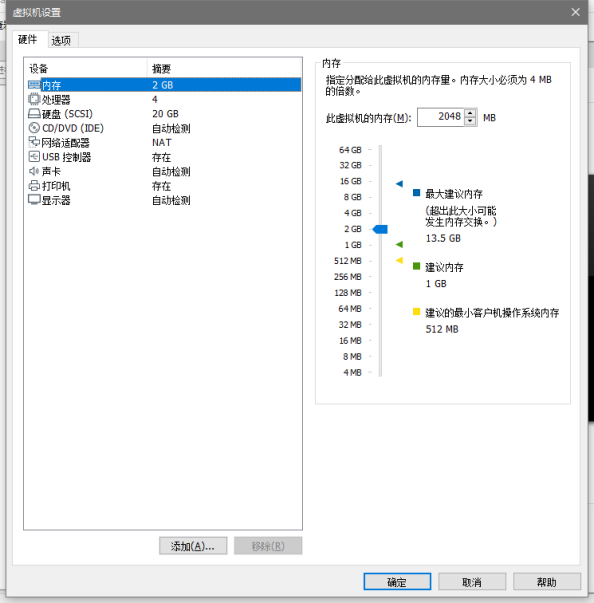 虚拟机设置
硬件 选项
设备 摘要
内存 2 GB
处理器 4
硬盘 (SCSI) 20 GB
CD/DVD (IDE) 自动检测
网络适配器 NAT
USB 控制器 存在
声卡 自动检测
打印机 存在
显示器 自动检测
添加(A)... 移除(R)
内存
指定分配给此虚拟机的内存量。内存大小必须为 4 MB
的倍数。
此虚拟机的内存(M): 2048 MB
64 GB
32 GB
16 GB
8 GB
4 GB
2 GB
1 GB
512 MB
256 MB
128 MB
64 MB
32 MB
16 MB
8 MB
4 MB
最大建议内存
(超出此大小可能
发生内存交换。)
13.5 GB
建议内存
1 GB
建议的最小客户机操作系统内存
512 MB
确定 取消 帮助